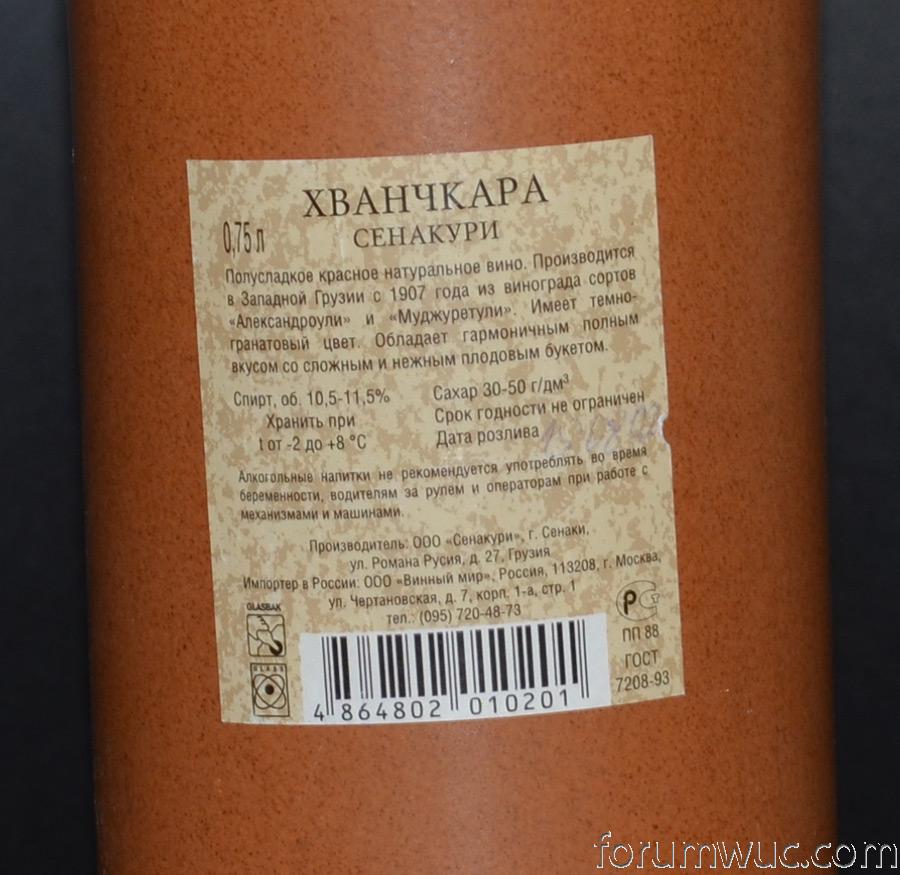 ХВАНЧКАРА
СЕНАКУРИ
0,75 л
Полусладкое красное натуральное вино. Производится
в Западной Грузии с 1907 года из винограда сортов
«Александроули» и «Муджуретули». Имеет темно-
гранатовый цвет. Обладает гармоничным полным
вкусом со сложным и нежным плодовым букетом.
Спирт, об. 10,5-11,5%
Хранить при
t от -2 до +8 °С
Сахар 30-50 г/дм³
Срок годности не ограничен
Дата розлива
Алкогольные напитки не рекомендуется употреблять во время
беременности, водителям за рулем и операторам при работе с
механизмами и машинами.
Производитель: ООО «Сенакури», г. Сенаки,
ул. Романа Русия, д. 27, Грузия
Импортер в России: ООО «Винный мир», Россия, 113208, г. Москва,
ул. Чертановская, д. 7, корп. 1-а, стр. 1
тел.: (095) 720-48-73
GLASBAK
GLASS
РСТ
ПП 88
ГОСТ
7208-93
4 864802 010201
forumwuc.com